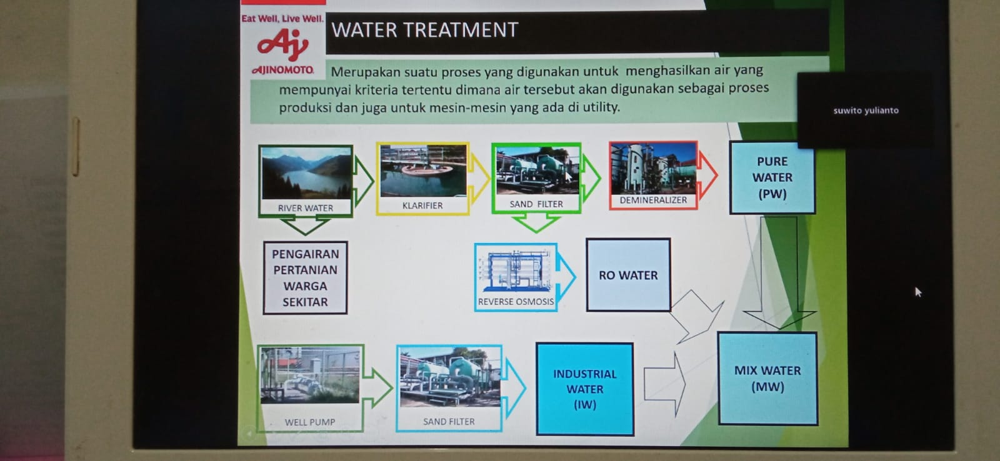 Eat Well, Live Well.
Aj
AJINOMOTO
WATER TREATMENT
Merupakan suatu proses yang digunakan untuk menghasilkan air yang
mempunyai kriteria tertentu dimana air tersebut akan digunakan sebagai proses
produksi dan juga untuk mesin-mesin yang ada di utility.
suwito yulianto
RIVER WATER
KLARIFIER
SAND FILTER
DEMINERALIZER
PURE
WATER
(PW)
PENGAIRAN
PERTANIAN
WARGA
SEKITAR
REVERSE OSMOSIS
RO WATER
WELL PUMP
SAND FILTER
INDUSTRIAL
WATER
(IW)
MIX WATER
(MW)